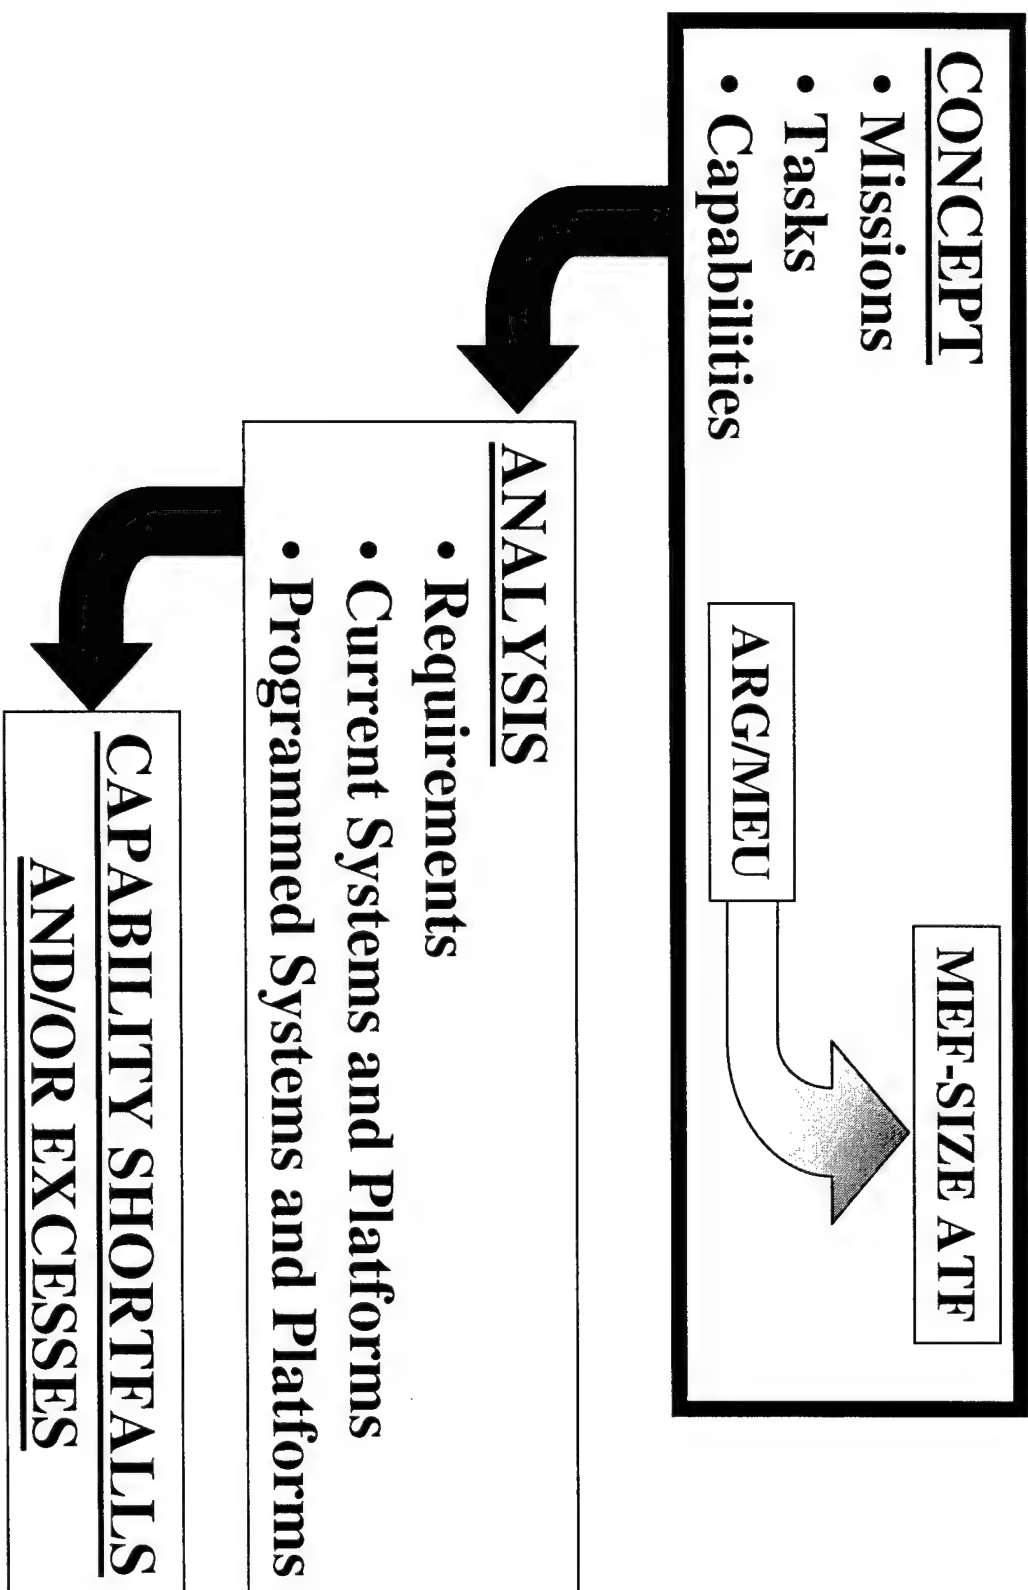 CONCEPT
• Missions
• Tasks
• Capabilities
MEF-SIZE ATF
ARG/MEU
ANALYSIS
• Requirements
• Current Systems and Platforms
• Programmed Systems and Platforms
CAPABILITY SHORTFALLS
AND/OR EXCESSES